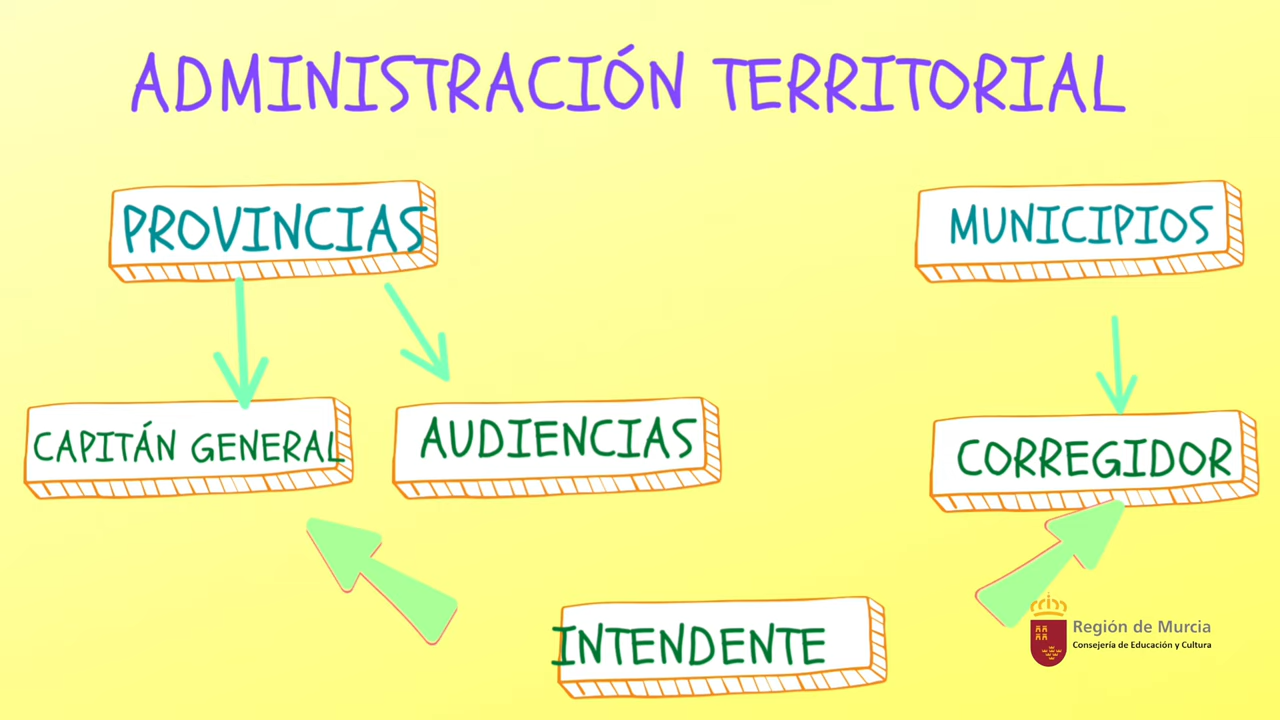 ADMINISTRACIÓN TERRITORIAL
PROVINCIAS
MUNICIPIOS
CAPITÁN GENERAL
AUDIENCIAS
CORREGIDOR
INTENDENTE
Región de Murcia
Consejería de Educación y Cultura